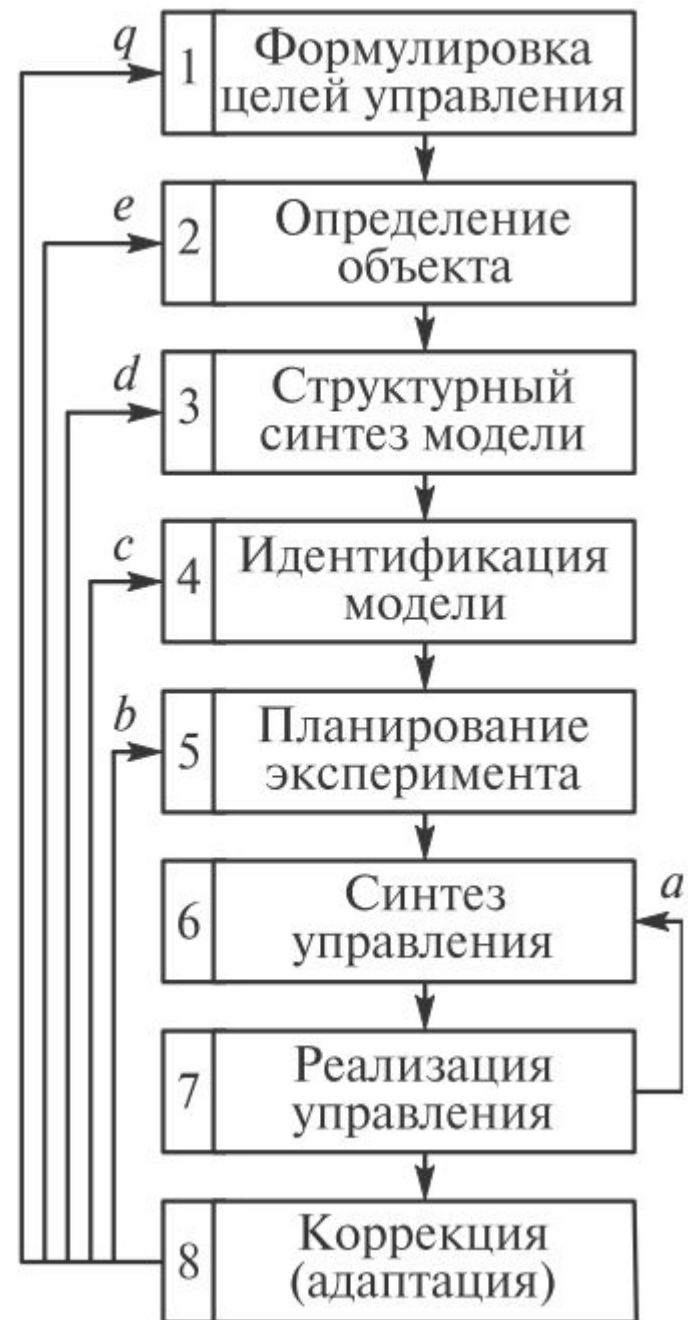 q
1 Формулировка
целей управления
e
2 Определение
объекта
d
3 Структурный
синтез модели
c
4 Идентификация
модели
b
5 Планирование
эксперимента
6 Синтез
управления
a
7 Реализация
управления
8 Коррекция
(адаптация)